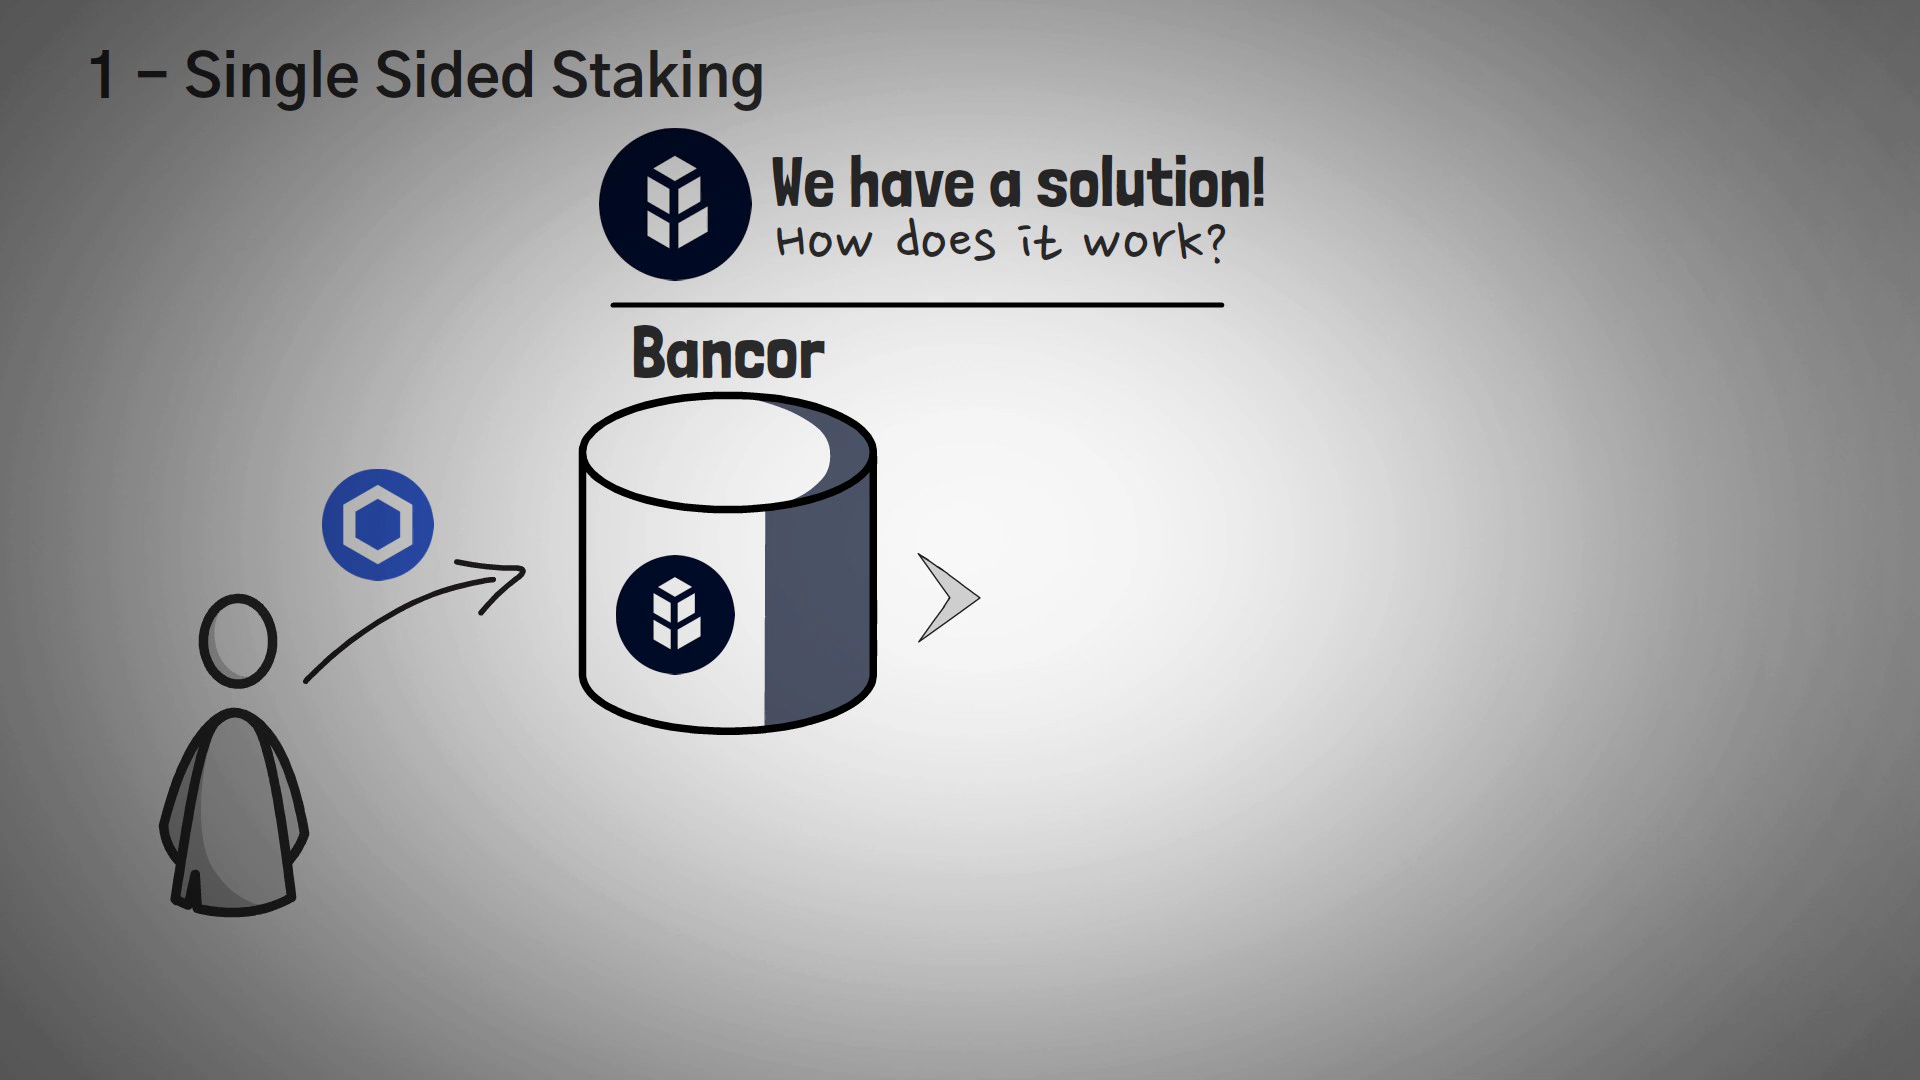 1 - Single Sided Staking
We have a solution!
How does it work?
Bancor